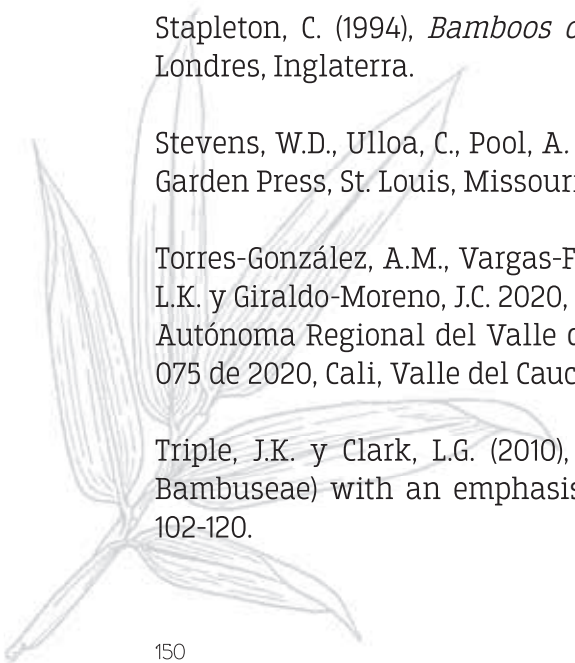 Stapleton, C. (1994), Bamboos
Londres, Inglaterra.
Stevens, W.D., Ulloa, C., Pool, A.
Garden Press, St. Louis, Missouri
Torres-González, A.M., Vargas-F
L.K. y Giraldo-Moreno, J.C. 2020,
Autónoma Regional del Valle
075 de 2020, Cali, Valle del Cauc
Triple, J.K. y Clark, L.G. (2010),
Bambuseae) with an emphasis
102-120.
150